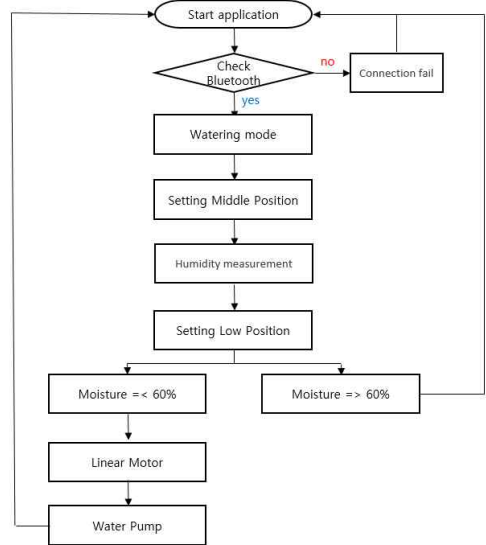 Start application
Check
Bluetooth
no
Connection fail
yes
Watering mode
Setting Middle Position
Humidity measurement
Setting Low Position
Moisture =< 60%
Moisture => 60%
Linear Motor
Water Pump